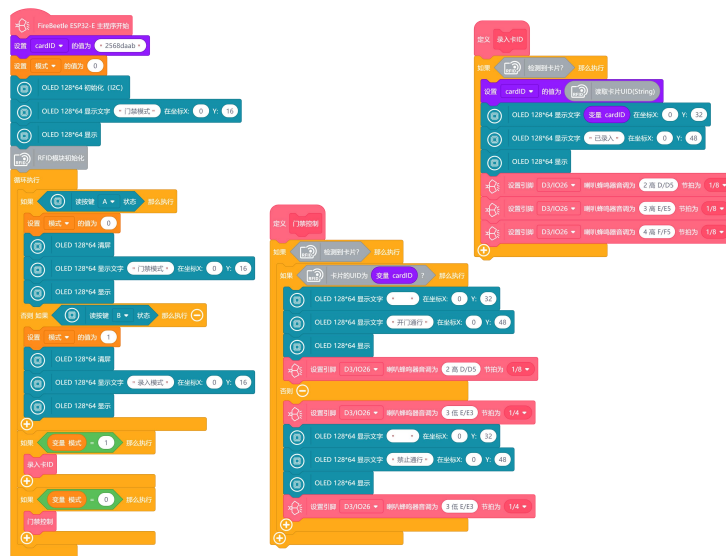 FireBeetle ESP32-E 主程序开始
设置 cardID 的值为 "2568daab"
设置 模式 的值为 0
OLED 128*64 初始化 (I2C)
OLED 128*64 显示文字 "门禁模式" 在坐标X: 0 Y: 16
OLED 128*64 显示
RFID模块初始化
循环执行
如果 读按键 A 状态 那么执行
设置 模式 的值为 0
OLED 128*64 清屏
OLED 128*64 显示文字 "门禁模式" 在坐标X: 0 Y: 16
OLED 128*64 显示
否则 如果 读按键 B 状态 那么执行
设置 模式 的值为 1
OLED 128*64 清屏
OLED 128*64 显示文字 "录入模式" 在坐标X: 0 Y: 16
OLED 128*64 显示
如果 变量 模式 = 1 那么执行
录入卡ID
如果 变量 模式 = 0 那么执行
门禁控制
定义 门禁控制
如果 RFID 检测到卡片? 那么执行
如果 RFID 卡片的UID为 变量 cardID ? 那么执行
OLED 128*64 显示文字 " " 在坐标X: 0 Y: 32
OLED 128*64 显示文字 "开门通行" 在坐标X: 0 Y: 48
OLED 128*64 显示
设置引脚 D3/IO26 喇叭蜂鸣器音调为 2 高 D/D5 节拍为 1/8
否则
设置引脚 D3/IO26 喇叭蜂鸣器音调为 3 低 E/E3 节拍为 1/4
OLED 128*64 显示文字 " " 在坐标X: 0 Y: 32
OLED 128*64 显示文字 "禁止通行" 在坐标X: 0 Y: 48
OLED 128*64 显示
设置引脚 D3/IO26 喇叭蜂鸣器音调为 3 低 E/E3 节拍为 1/4
定义 录入卡ID
如果 RFID 检测到卡片? 那么执行
设置 cardID 的值为 RFID 读取卡片UID(String)
OLED 128*64 显示文字 变量 cardID 在坐标X: 0 Y: 32
OLED 128*64 显示文字 "已录入" 在坐标X: 0 Y: 48
OLED 128*64 显示
设置引脚 D3/IO26 喇叭蜂鸣器音调为 2 高 D/D5 节拍为 1/8
设置引脚 D3/IO26 喇叭蜂鸣器音调为 3 高 E/E5 节拍为 1/8
设置引脚 D3/IO26 喇叭蜂鸣器音调为 4 高 F/F5 节拍为 1/8